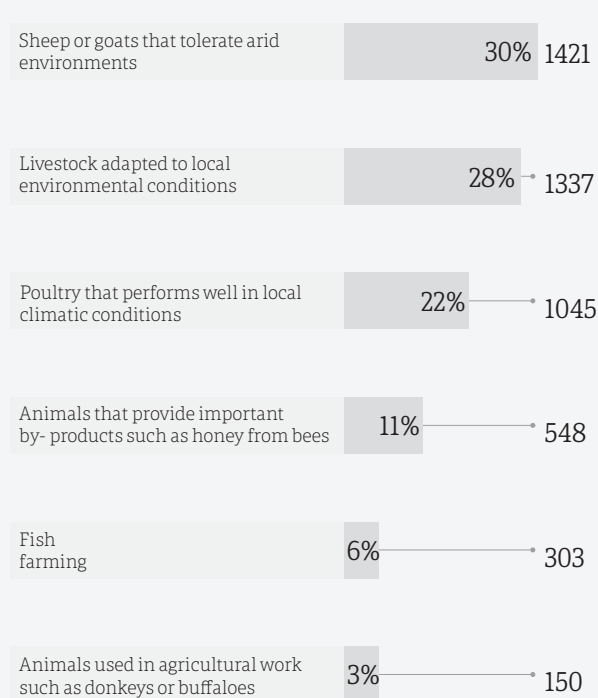 Sheep or goats that tolerate arid
environments
30% 1421
Livestock adapted to local
environmental conditions
28% 1337
Poultry that performs well in local
climatic conditions
22% 1045
Animals that provide important
by- products such as honey from bees
11% 548
Fish
farming
6% 303
Animals used in agricultural work
such as donkeys or buffaloes
3% 150